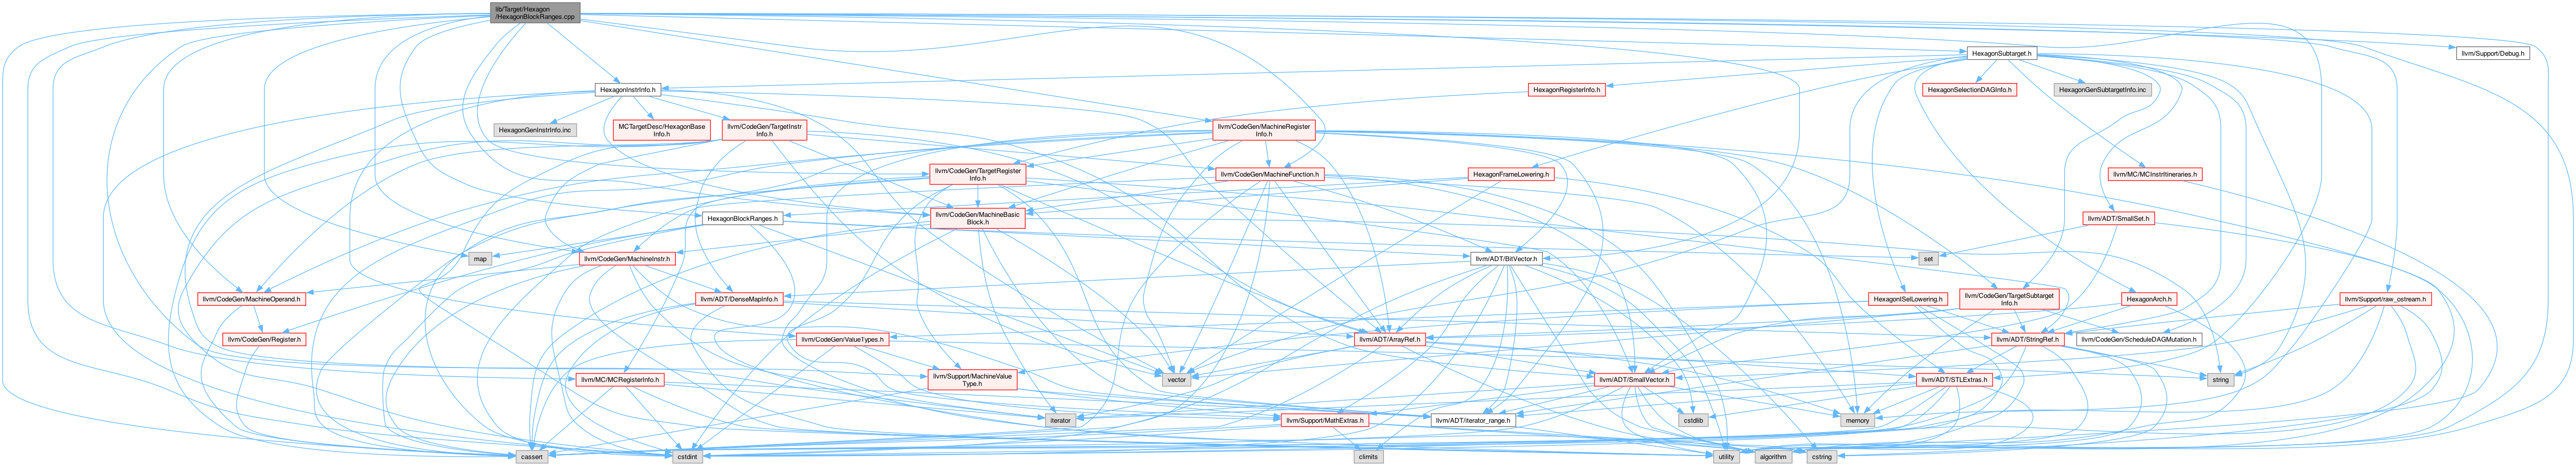 lib/Target/Hexagon
/HexagonBlockRanges.cpp
HexagonSubtarget.h
llvm/Support/Debug.h
HexagonInstrInfo.h
HexagonRegisterInfo.h
HexagonSelectionDAGInfo.h
HexagonGenSubtargetInfo.inc
HexagonGenInstrInfo.inc
MCTargetDesc/HexagonBase
Info.h
llvm/CodeGen/TargetInstr
Info.h
llvm/CodeGen/MachineRegister
Info.h
llvm/CodeGen/TargetRegister
Info.h
llvm/CodeGen/MachineFunction.h
HexagonFrameLowering.h
llvm/MC/MCInstrItineraries.h
HexagonBlockRanges.h
llvm/CodeGen/MachineBasic
Block.h
llvm/ADT/SmallSet.h
map
llvm/CodeGen/MachineInstr.h
llvm/ADT/BitVector.h
set
llvm/CodeGen/MachineOperand.h
llvm/ADT/DenseMapInfo.h
HexagonISelLowering.h
llvm/CodeGen/TargetSubtarget
Info.h
HexagonArch.h
llvm/Support/raw_ostream.h
llvm/CodeGen/Register.h
llvm/CodeGen/ValueTypes.h
llvm/ADT/ArrayRef.h
llvm/ADT/StringRef.h
llvm/CodeGen/ScheduleDAGMutation.h
llvm/MC/MCRegisterInfo.h
llvm/Support/MachineValue
Type.h
vector
llvm/ADT/SmallVector.h
llvm/ADT/STLExtras.h
string
iterator
llvm/Support/MathExtras.h
llvm/ADT/iterator_range.h
cstdlib
memory
cassert
cstdint
climits
utility
algorithm
cstring